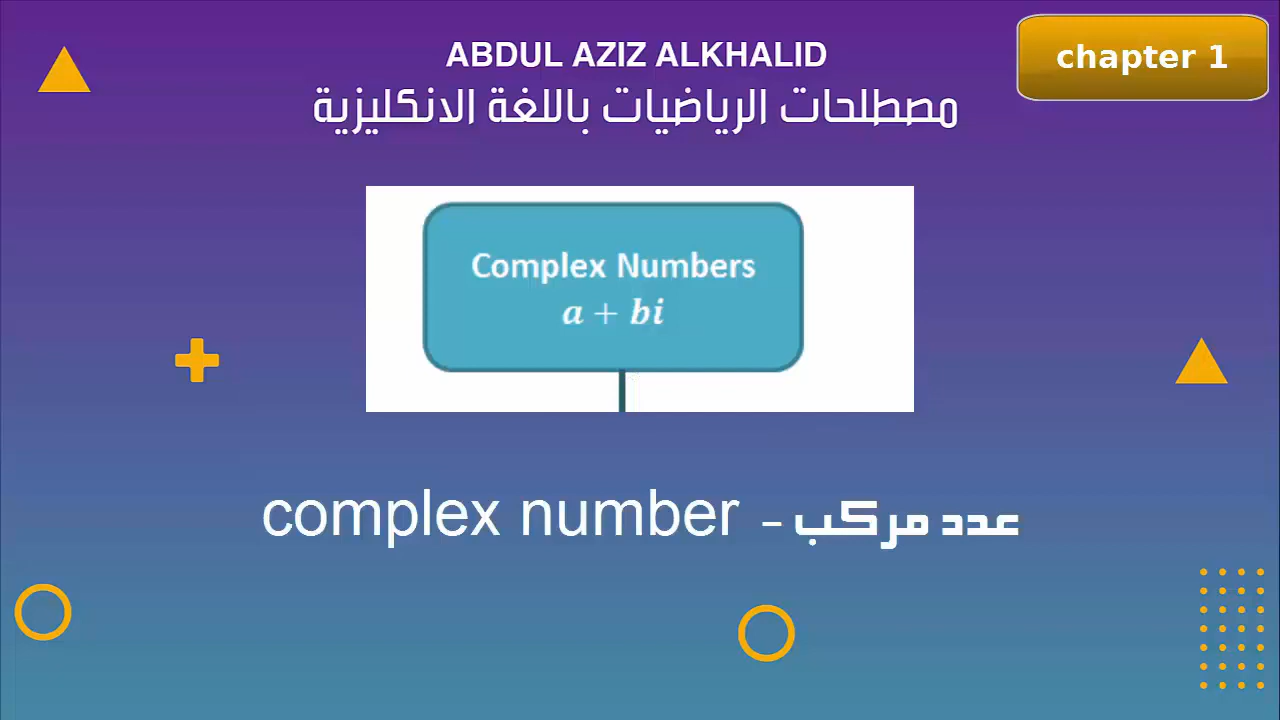 ABDUL AZIZ ALKHALID
chapter 1
مصطلحات الرياضيات باللغة الانكليزية
Complex Numbers
a + bi
complex number - عدد مركب